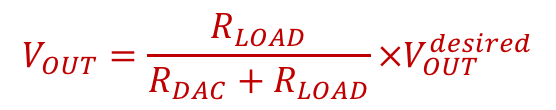 V_OUT = R_LOAD / (R_DAC + R_LOAD) × V_OUT^desired